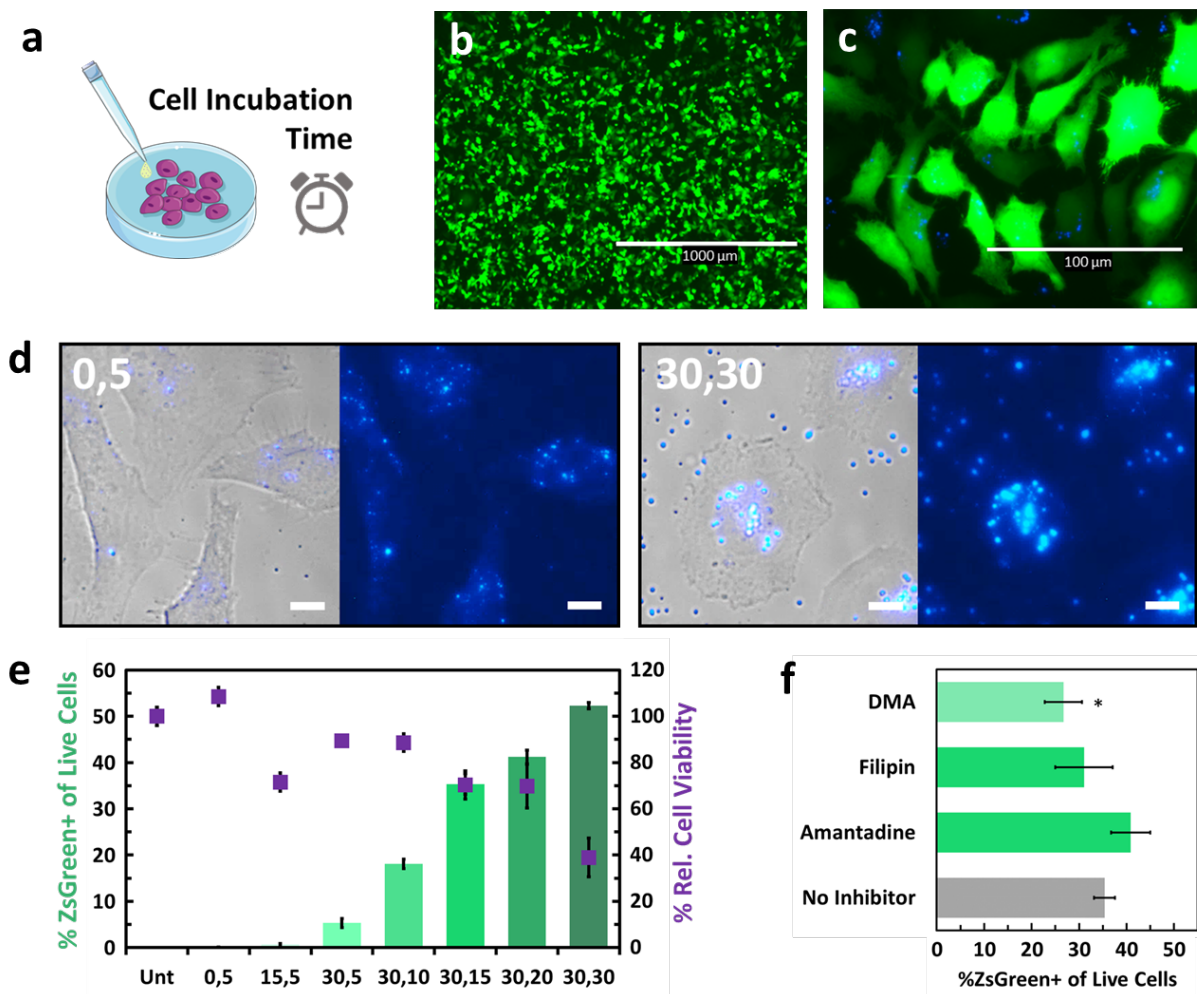 a
Cell Incubation
Time
b
1000 µm
c
100 µm
d
0,5
30,30
e
% ZsGreen+ of Live Cells
60
50
40
30
20
10
0
120
100
80
60
40
20
0
% Rel. Cell Viability
Unt 0,5 15,5 30,5 30,10 30,15 30,20 30,30
f
DMA
*
Filipin
Amantadine
No Inhibitor
0 10 20 30 40 50
%ZsGreen+ of Live Cells